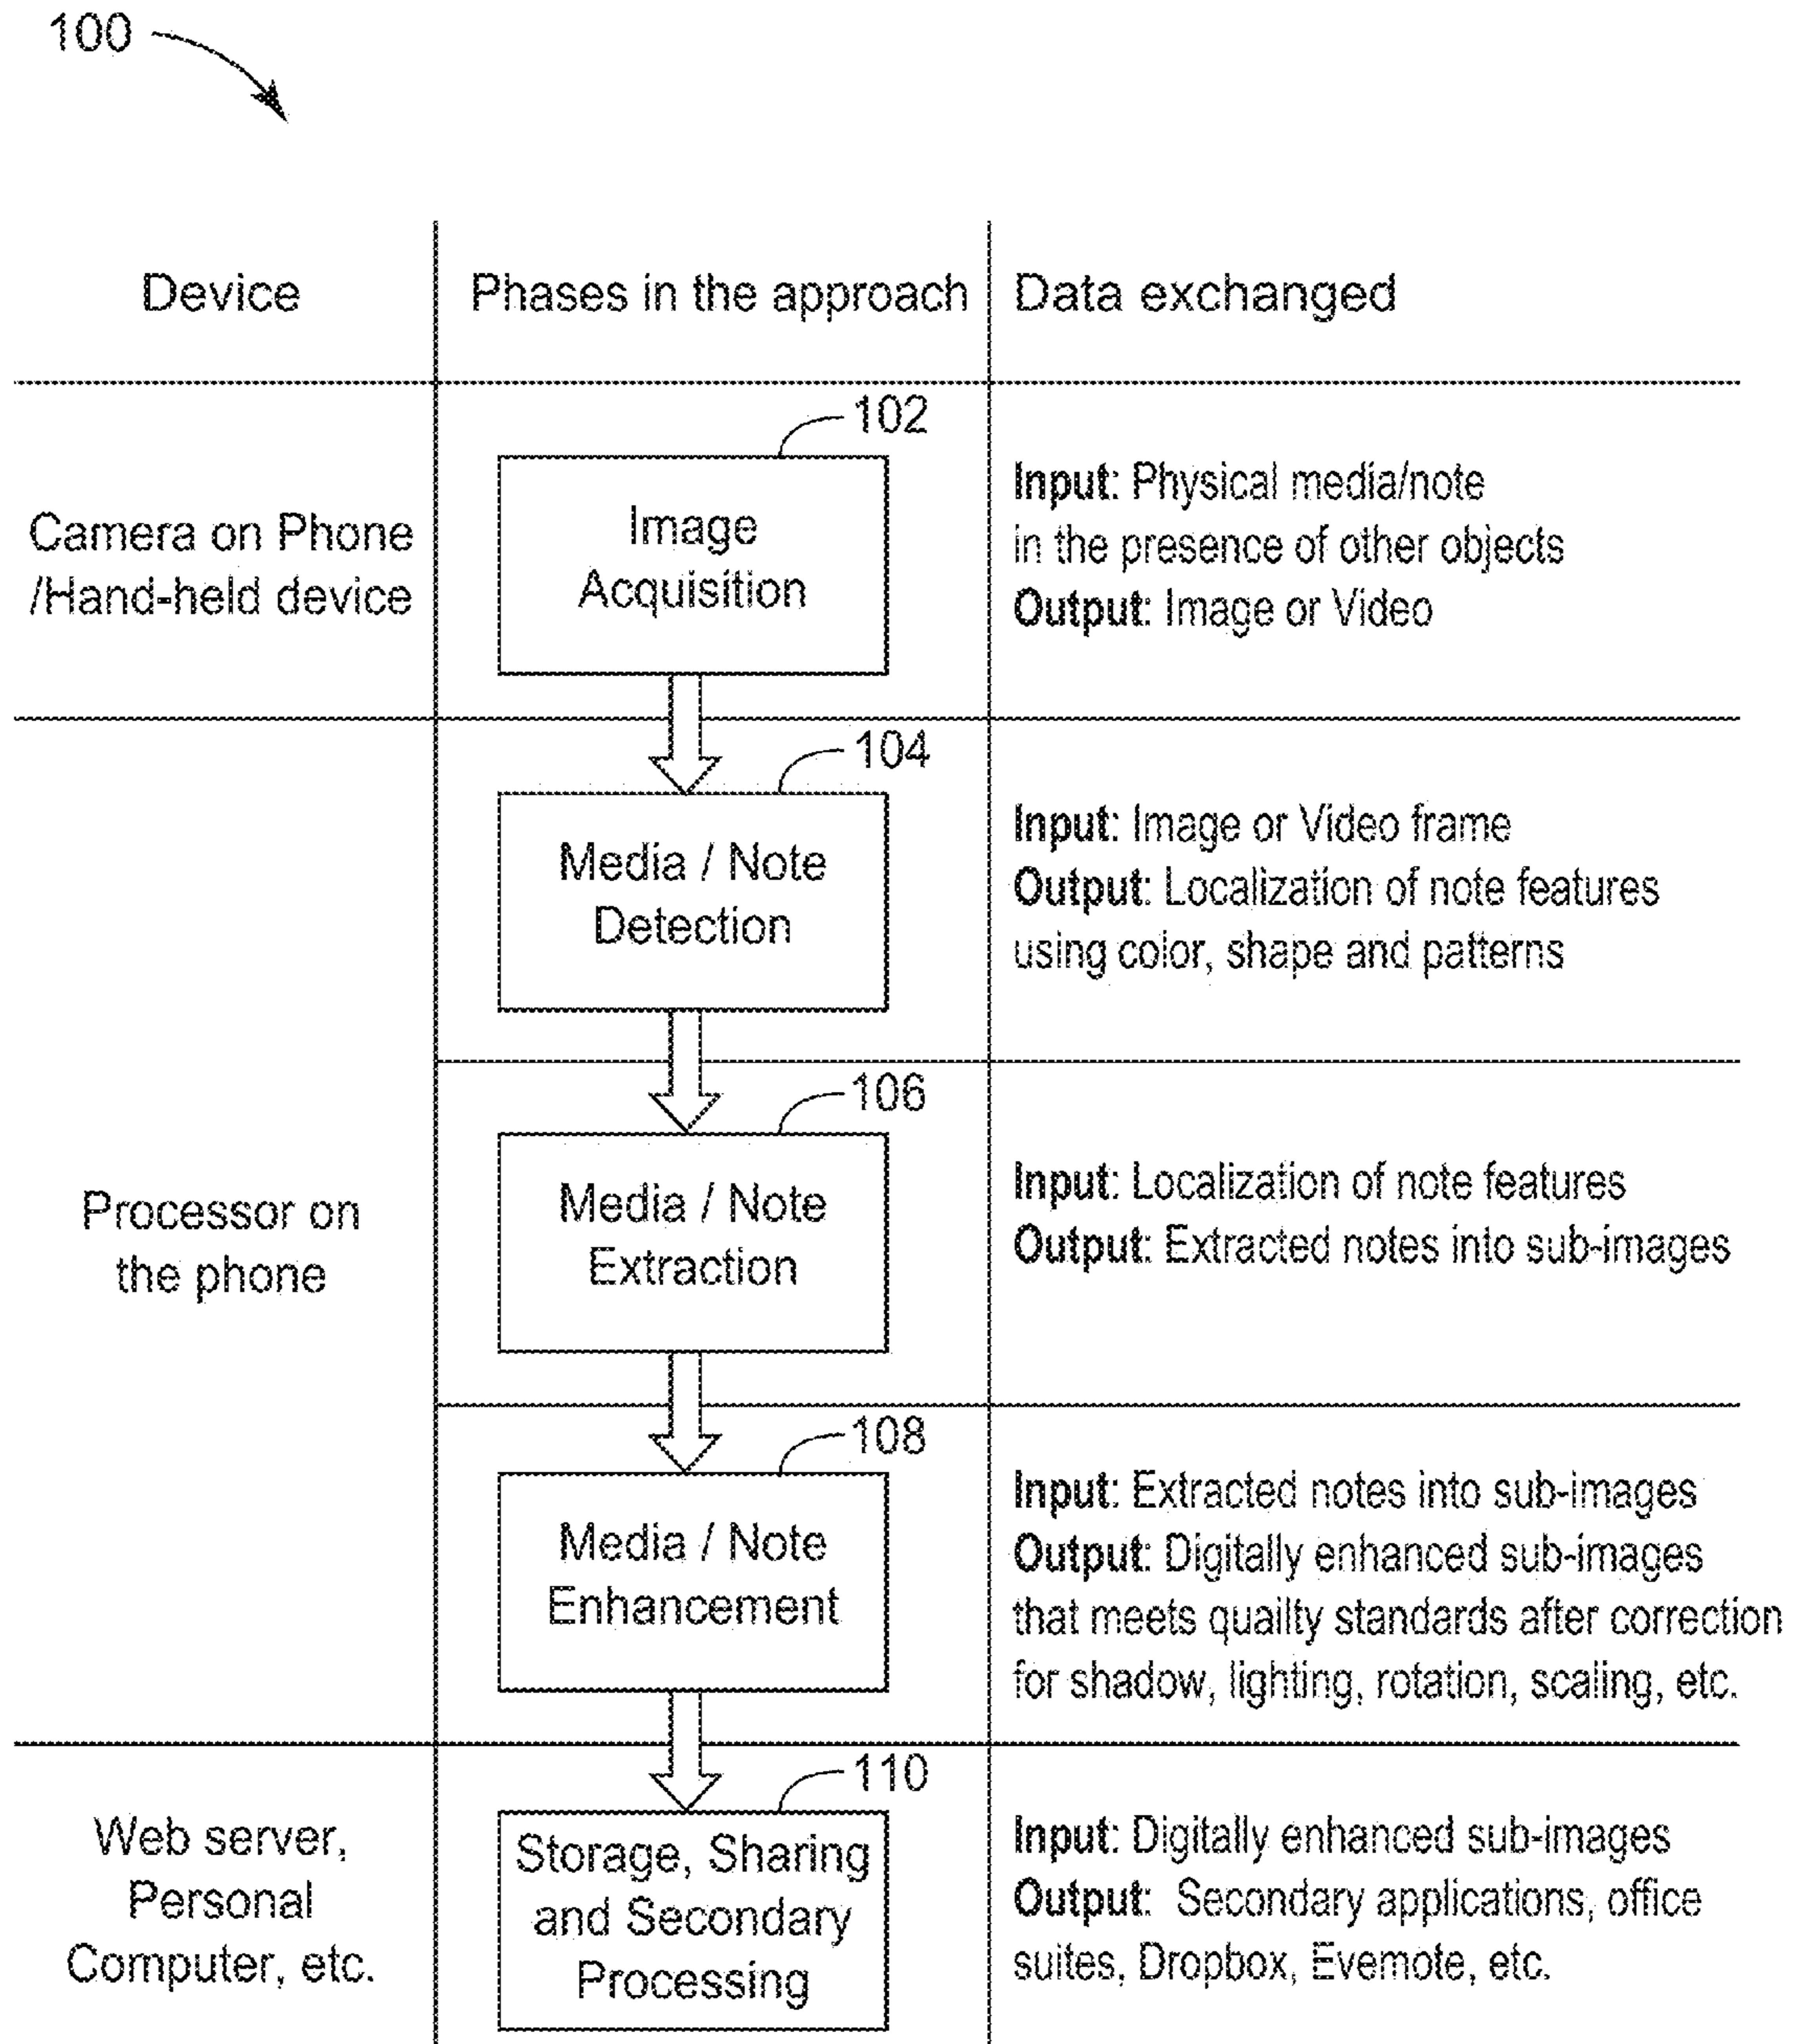 100
Device
Phases in the approach
Data exchanged
Camera on Phone
/Hand-held device
102
Image
Acquisition
Input: Physical media/note
in the presence of other objects
Output: Image or Video
Processor on
the phone
104
Media / Note
Detection
Input: Image or Video frame
Output: Localization of note features
using color, shape and patterns
106
Media / Note
Extraction
Input: Localization of note features
Output: Extracted notes into sub-images
108
Media / Note
Enhancement
Input: Extracted notes into sub-images
Output: Digitally enhanced sub-images
that meets quailty standards after correction
for shadow, lighting, rotation, scaling, etc.
Web server,
Personal
Computer, etc.
110
Storage, Sharing
and Secondary
Processing
Input: Digitally enhanced sub-images
Output: Secondary applications, office
suites, Dropbox, Evemote, etc.